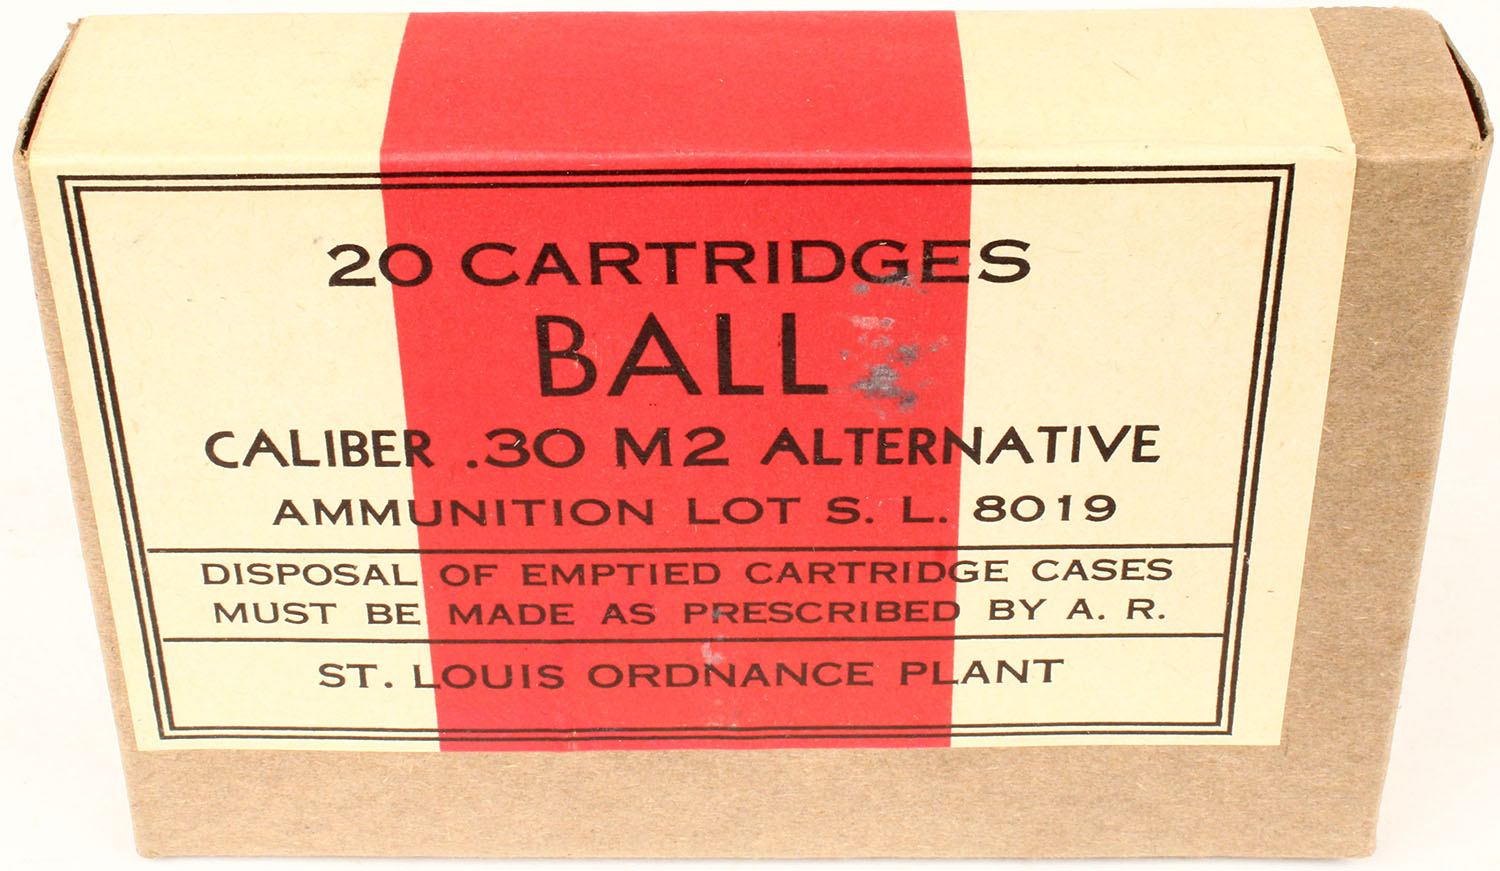 20 CARTRIDGES
BALL
CALIBER .30 M2 ALTERNATIVE
AMMUNITION LOT S. L. 8019
DISPOSAL OF EMPTIED CARTRIDGE CASES
MUST BE MADE AS PRESCRIBED BY A. R.
ST. LOUIS ORDNANCE PLANT